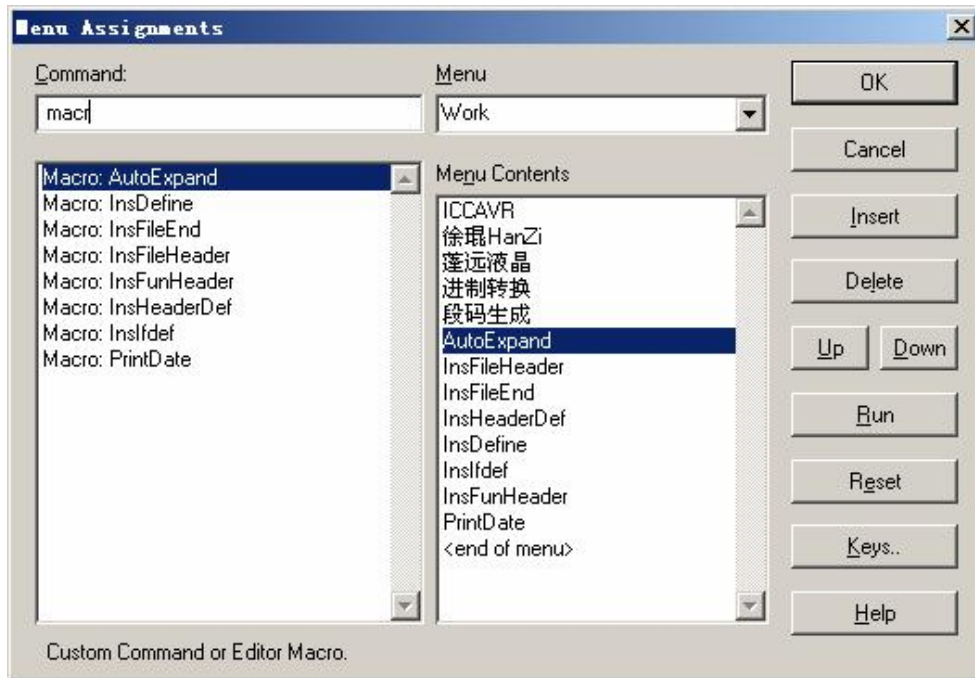 Menu Assignments
Command:
macr
Macro: AutoExpand
Macro: InsDefine
Macro: InsFileEnd
Macro: InsFileHeader
Macro: InsFunHeader
Macro: InsHeaderDef
Macro: InsIfdef
Macro: PrintDate
Custom Command or Editor Macro.
Menu
Work
Menu Contents
ICCAVR
徐琨HanZi
蓬远液晶
进制转换
段码生成
AutoExpand
InsFileHeader
InsFileEnd
InsHeaderDef
InsDefine
InsIfdef
InsFunHeader
PrintDate
<end of menu>
OK
Cancel
Insert
Delete
Up Down
Run
Reset
Keys..
Help